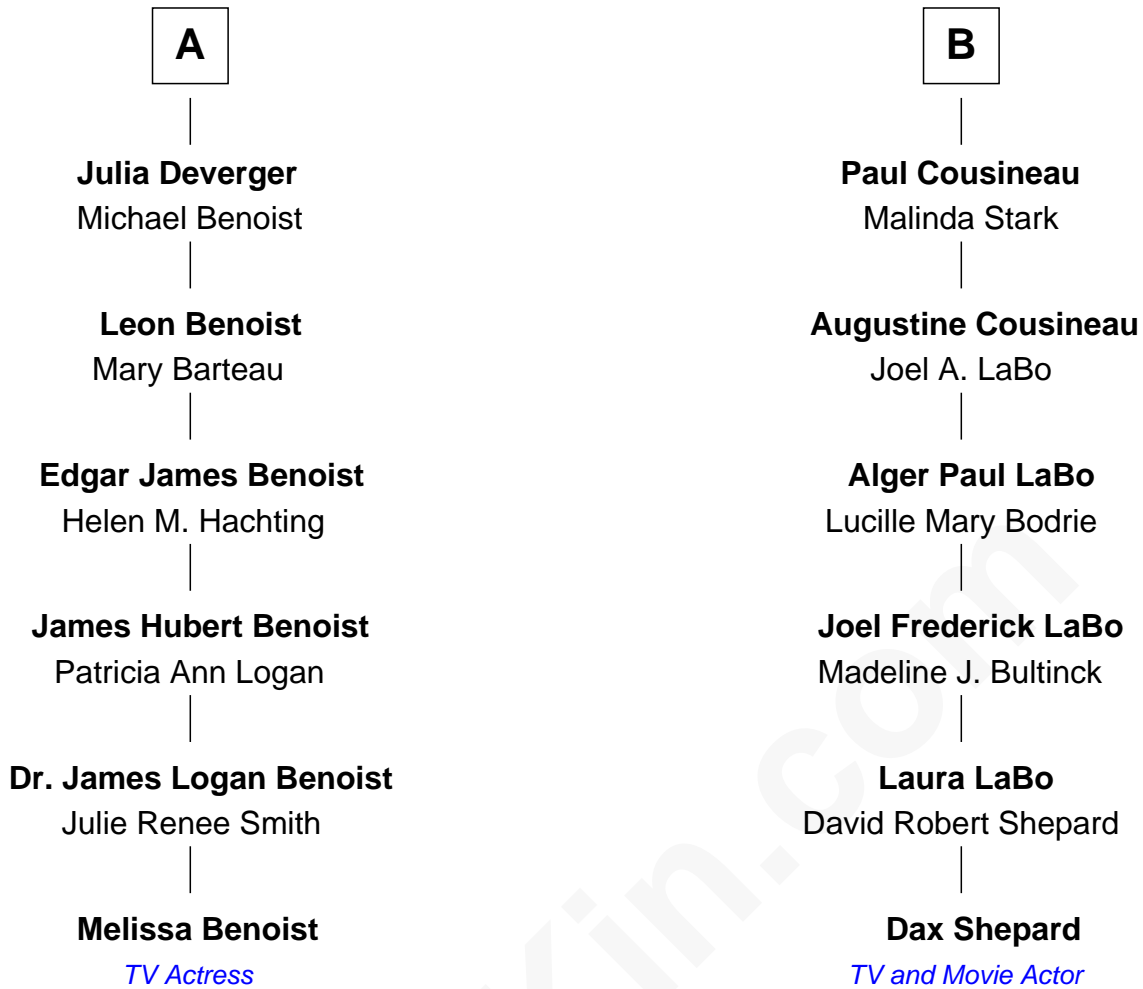 A
Julia Deverger
Michael Benoist
Leon Benoist
Mary Barteau
Edgar James Benoist
Helen M. Hachting
James Hubert Benoist
Patricia Ann Logan
Dr. James Logan Benoist
Julie Renee Smith
Melissa Benoist
TV Actress
B
Paul Cousineau
Malinda Stark
Augustine Cousineau
Joel A. LaBo
Alger Paul LaBo
Lucille Mary Bodrie
Joel Frederick LaBo
Madeline J. Bultinck
Laura LaBo
David Robert Shepard
Dax Shepard
TV and Movie Actor
Kin.com